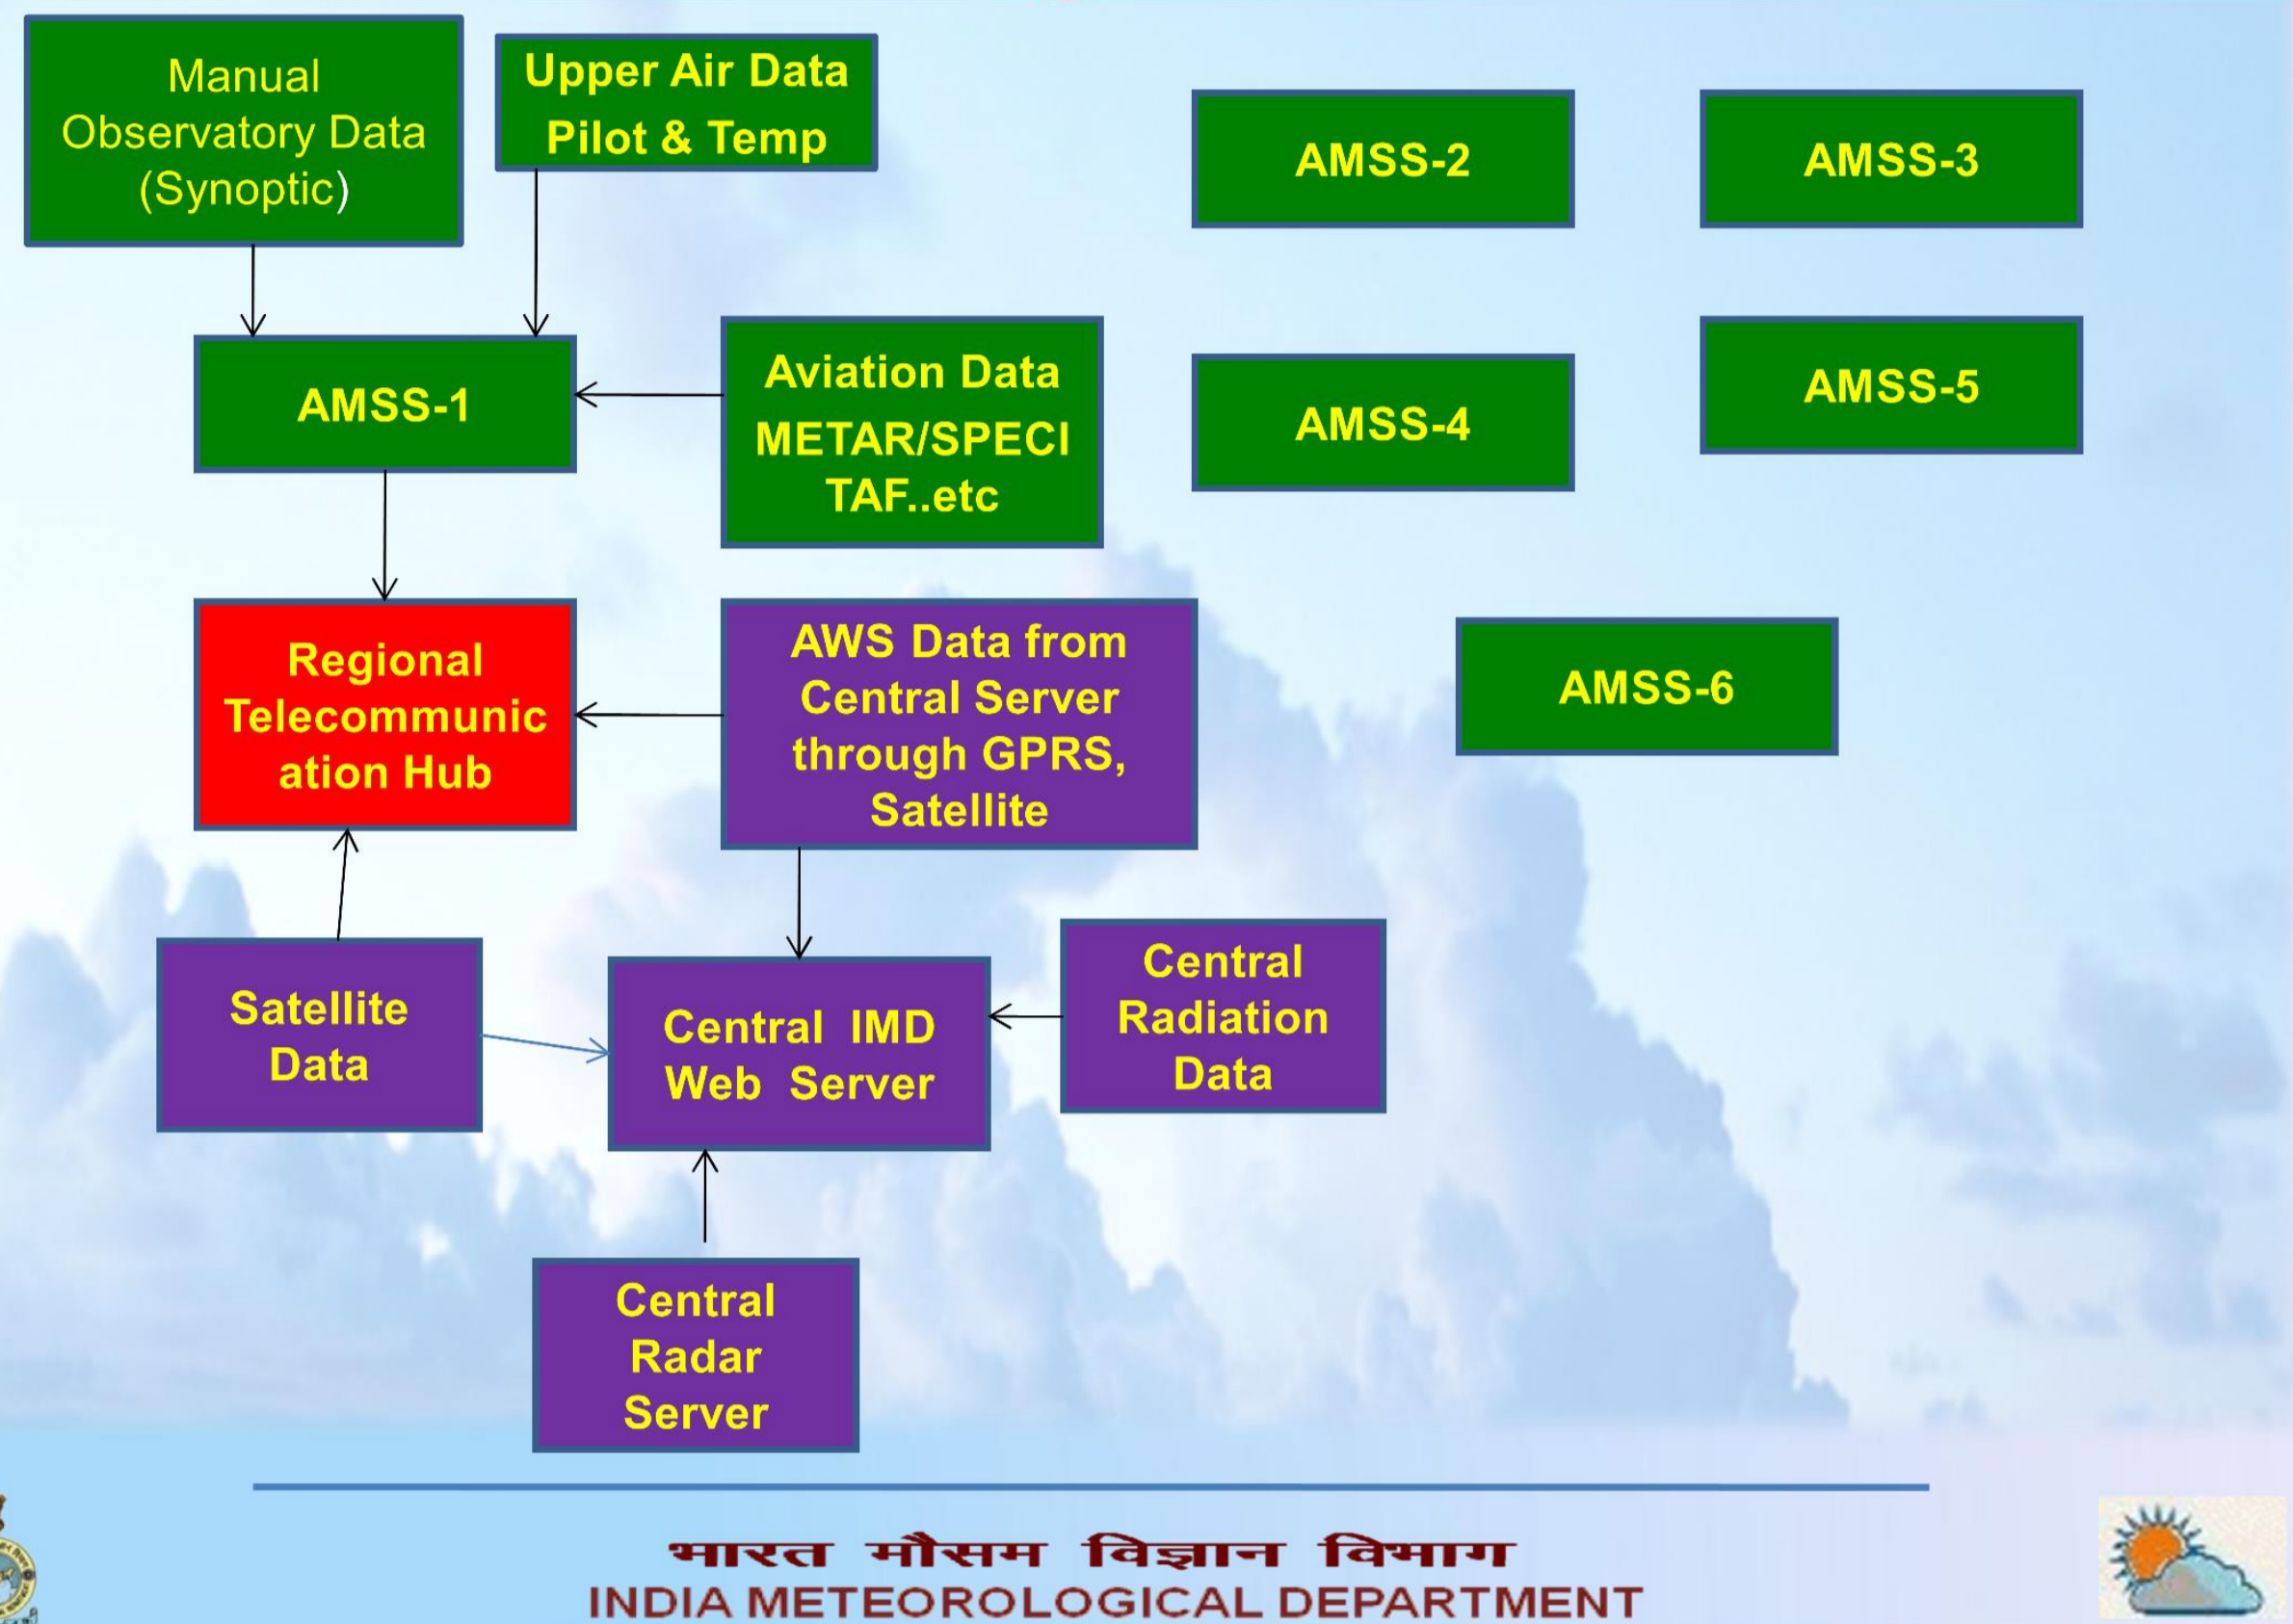 Manual
Observatory Data
(Synoptic)
Upper Air Data
Pilot & Temp
AMSS-2
AMSS-3
AMSS-1
Aviation Data
METAR/SPECI
TAF..etc
AMSS-4
AMSS-5
Regional
Telecommunic
ation Hub
AWS Data from
Central Server
through GPRS,
Satellite
AMSS-6
Satellite
Data
Central IMD
Web Server
Central
Radiation
Data
Central
Radar
Server
भारत मौसम विज्ञान विभाग
INDIA METEOROLOGICAL DEPARTMENT